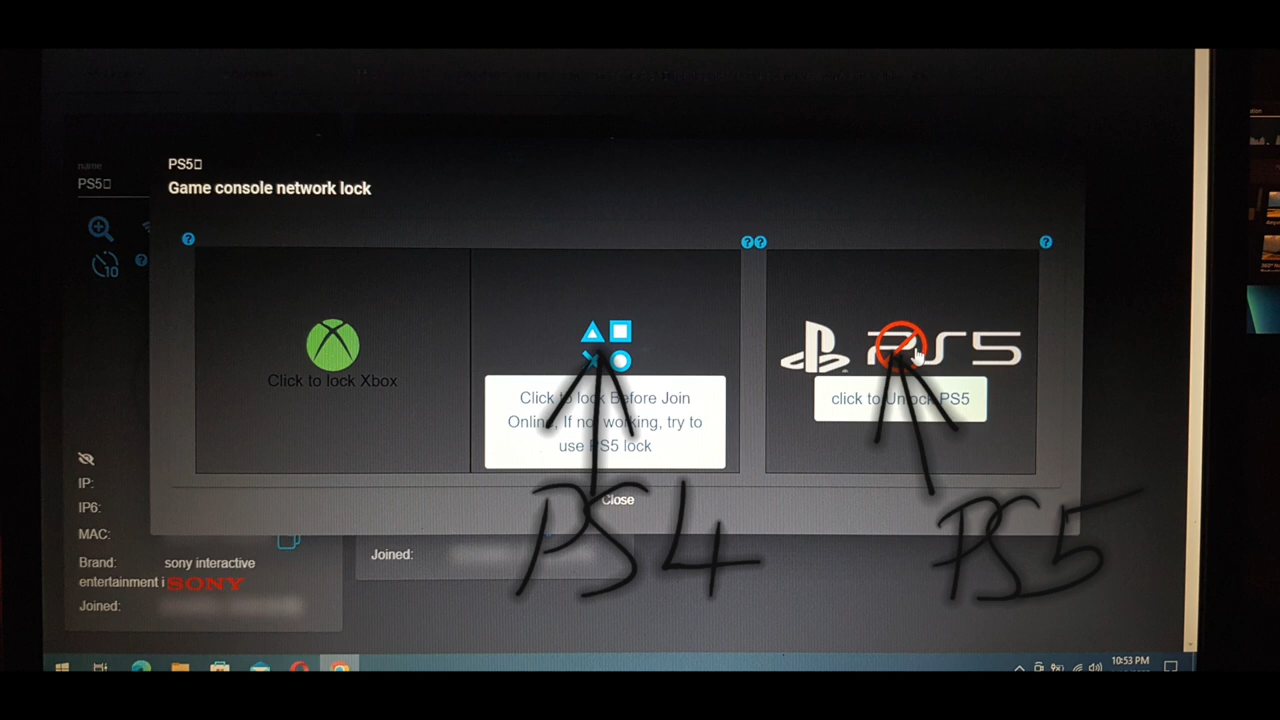 name
PS5
PS5
Game console network lock
10
Click to lock Xbox
Click to lock Before Join
Online, If not working, try to
use PS5 lock
PS5
click to Unlock PS5
Close
PS4
PS5
IP:
IP6:
MAC:
Brand: sony interactive
entertainment i SONY
Joined:
Joined:
10:53 PM